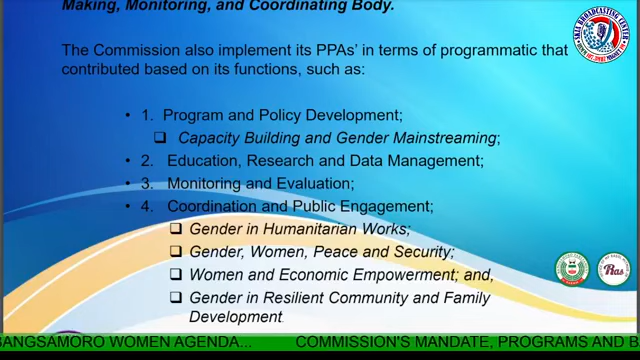 Making, Monitoring, and Coordinating Body.
The Commission also implement its PPAs' in terms of programmatic that
contributed based on its functions, such as:
• 1. Program and Policy Development;
❑ Capacity Building and Gender Mainstreaming;
• 2. Education, Research and Data Management;
• 3. Monitoring and Evaluation;
• 4. Coordination and Public Engagement;
❑ Gender in Humanitarian Works;
❑ Gender, Women, Peace and Security;
❑ Women and Economic Empowerment; and,
❑ Gender in Resilient Community and Family
Development
BANGSAMORO WOMEN AGENDA... COMMISSION'S MANDATE, PROGRAMS AND B